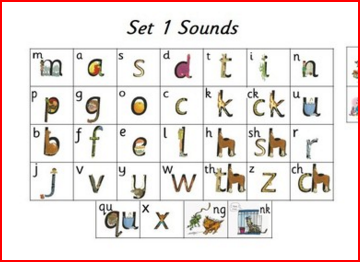 Set 1 Sounds
m a s d t i n
p g o c k ck u
b f e l h sh r
j v y w th z ch
qu x ng nk